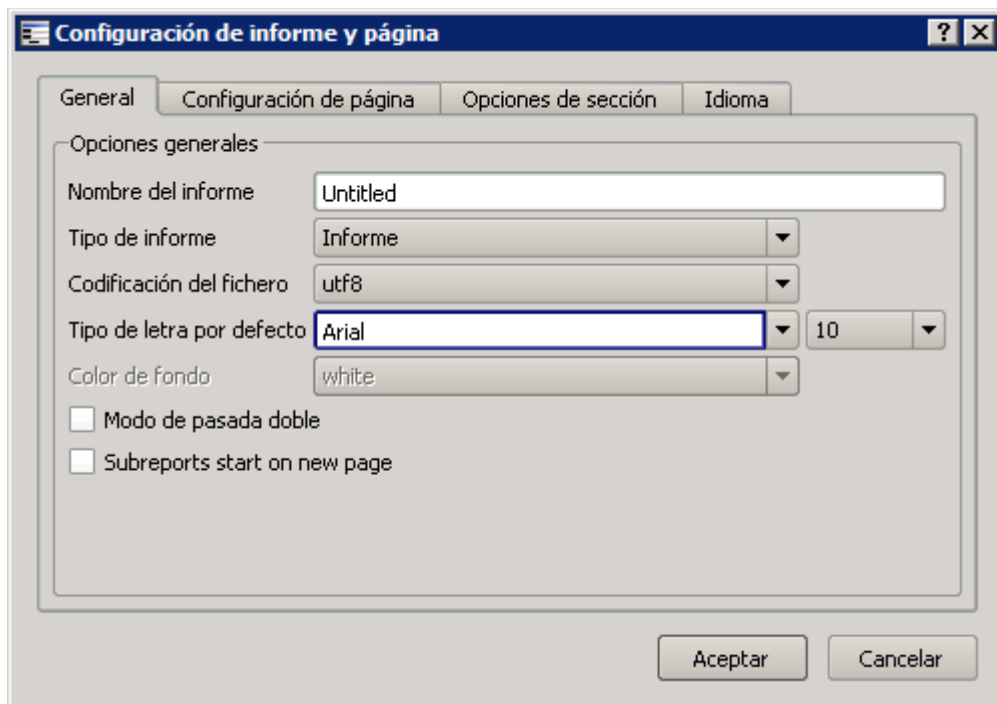 Configuración de informe y página
General Configuración de página Opciones de sección Idioma
Opciones generales
Nombre del informe Untitled
Tipo de informe Informe
Codificación del fichero utf8
Tipo de letra por defecto Arial 10
Color de fondo white
Modo de pasada doble
Subreports start on new page
Aceptar Cancelar